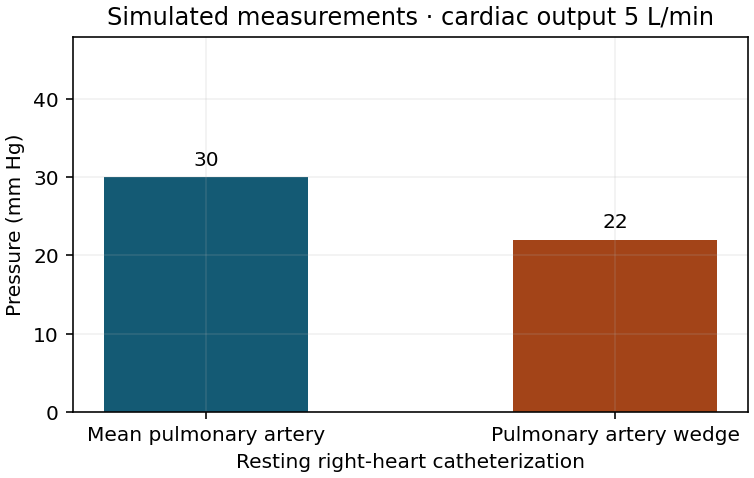 Simulated measurements · cardiac output 5 L/min
Pressure (mm Hg)
40
30
20
10
0
30
22
Mean pulmonary artery
Pulmonary artery wedge
Resting right-heart catheterization